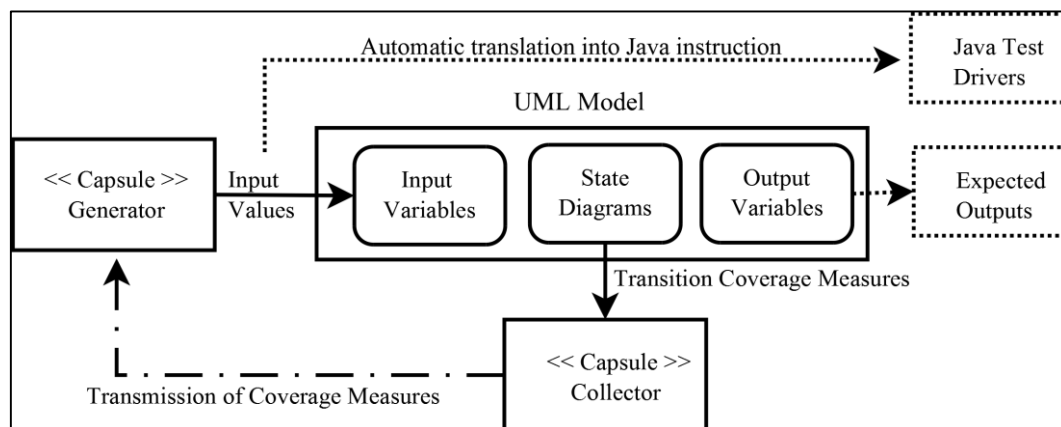 Automatic translation into Java instruction
Java Test
Drivers
UML Model
<< Capsule >>
Generator
Input
Values
Input
Variables
State
Diagrams
Output
Variables
Expected
Outputs
Transition Coverage Measures
<< Capsule >>
Collector
Transmission of Coverage Measures